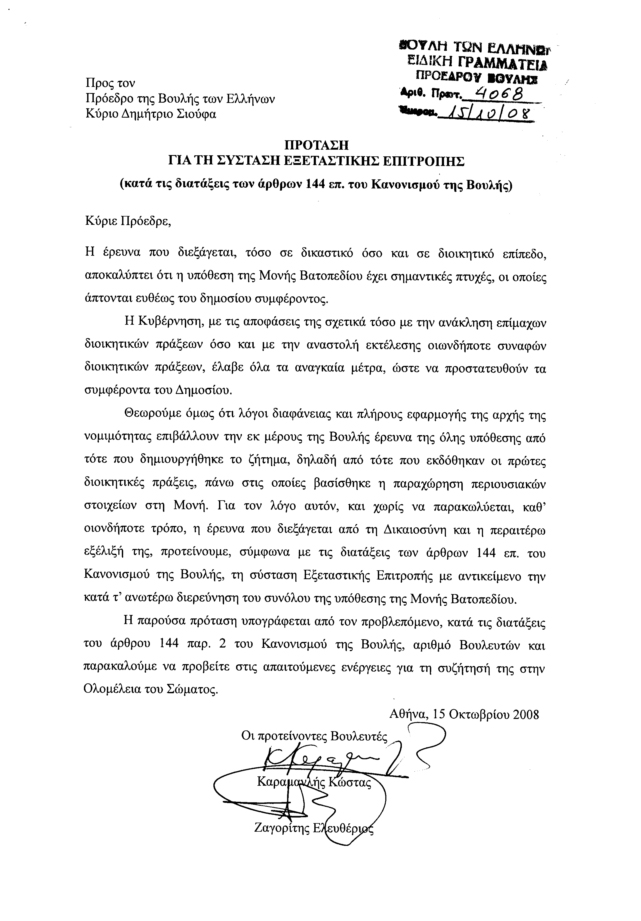 ΒΟΥΛΗ ΤΩΝ ΕΛΛΗΝΩΝ
ΕΙΔΙΚΗ ΓΡΑΜΜΑΤΕΙΑ
ΠΡΟΕΔΡΟΥ ΒΟΥΛΗΣ
Αριθ. Πρωτ. 4068
Ημερομ. 15/10/08
Προς τον
Πρόεδρο της Βουλής των Ελλήνων
Κύριο Δημήτριο Σιούφα
ΠΡΟΤΑΣΗ
ΓΙΑ ΤΗ ΣΥΣΤΑΣΗ ΕΞΕΤΑΣΤΙΚΗΣ ΕΠΙΤΡΟΠΗΣ
(κατά τις διατάξεις των άρθρων 144 επ. του Κανονισμού της Βουλής)
Κύριε Πρόεδρε,
Η έρευνα που διεξάγεται, τόσο σε δικαστικό όσο και σε διοικητικό επίπεδο,
αποκαλύπτει ότι η υπόθεση της Μονής Βατοπεδίου έχει σημαντικές πτυχές, οι οποίες
άπτονται ευθέως του δημοσίου συμφέροντος.
Η Κυβέρνηση, με τις αποφάσεις της σχετικά τόσο με την ανάκληση επίμαχων
διοικητικών πράξεων όσο και με την αναστολή εκτέλεσης οιωνδήποτε συναφών
διοικητικών πράξεων, έλαβε όλα τα αναγκαία μέτρα, ώστε να προστατευθούν τα
συμφέροντα του Δημοσίου.
Θεωρούμε όμως ότι λόγοι διαφάνειας και πλήρους εφαρμογής της αρχής της
νομιμότητας επιβάλλουν την εκ μέρους της Βουλής έρευνα της όλης υπόθεσης από
τότε που δημιουργήθηκε το ζήτημα, δηλαδή από τότε που εκδόθηκαν οι πρώτες
διοικητικές πράξεις, πάνω στις οποίες βασίσθηκε η παραχώρηση περιουσιακών
στοιχείων στη Μονή. Για τον λόγο αυτόν, και χωρίς να παρακωλύεται, καθ’
οιονδήποτε τρόπο, η έρευνα που διεξάγεται από τη Δικαιοσύνη και η περαιτέρω
εξέλιξή της, προτείνουμε, σύμφωνα με τις διατάξεις των άρθρων 144 επ. του
Κανονισμού της Βουλής, τη σύσταση Εξεταστικής Επιτροπής με αντικείμενο την
κατά τ’ ανωτέρω διερεύνηση του συνόλου της υπόθεσης της Μονής Βατοπεδίου.
Η παρούσα πρόταση υπογράφεται από τον προβλεπόμενο, κατά τις διατάξεις
του άρθρου 144 παρ. 2 του Κανονισμού της Βουλής, αριθμό Βουλευτών και
παρακαλούμε να προβείτε στις απαιτούμενες ενέργειες για τη συζήτησή της στην
Ολομέλεια του Σώματος.
Αθήνα, 15 Οκτωβρίου 2008
Οι προτείνοντες Βουλευτές
Καραμανλής Κώστας
Ζαγορίτης Ελευθέριος